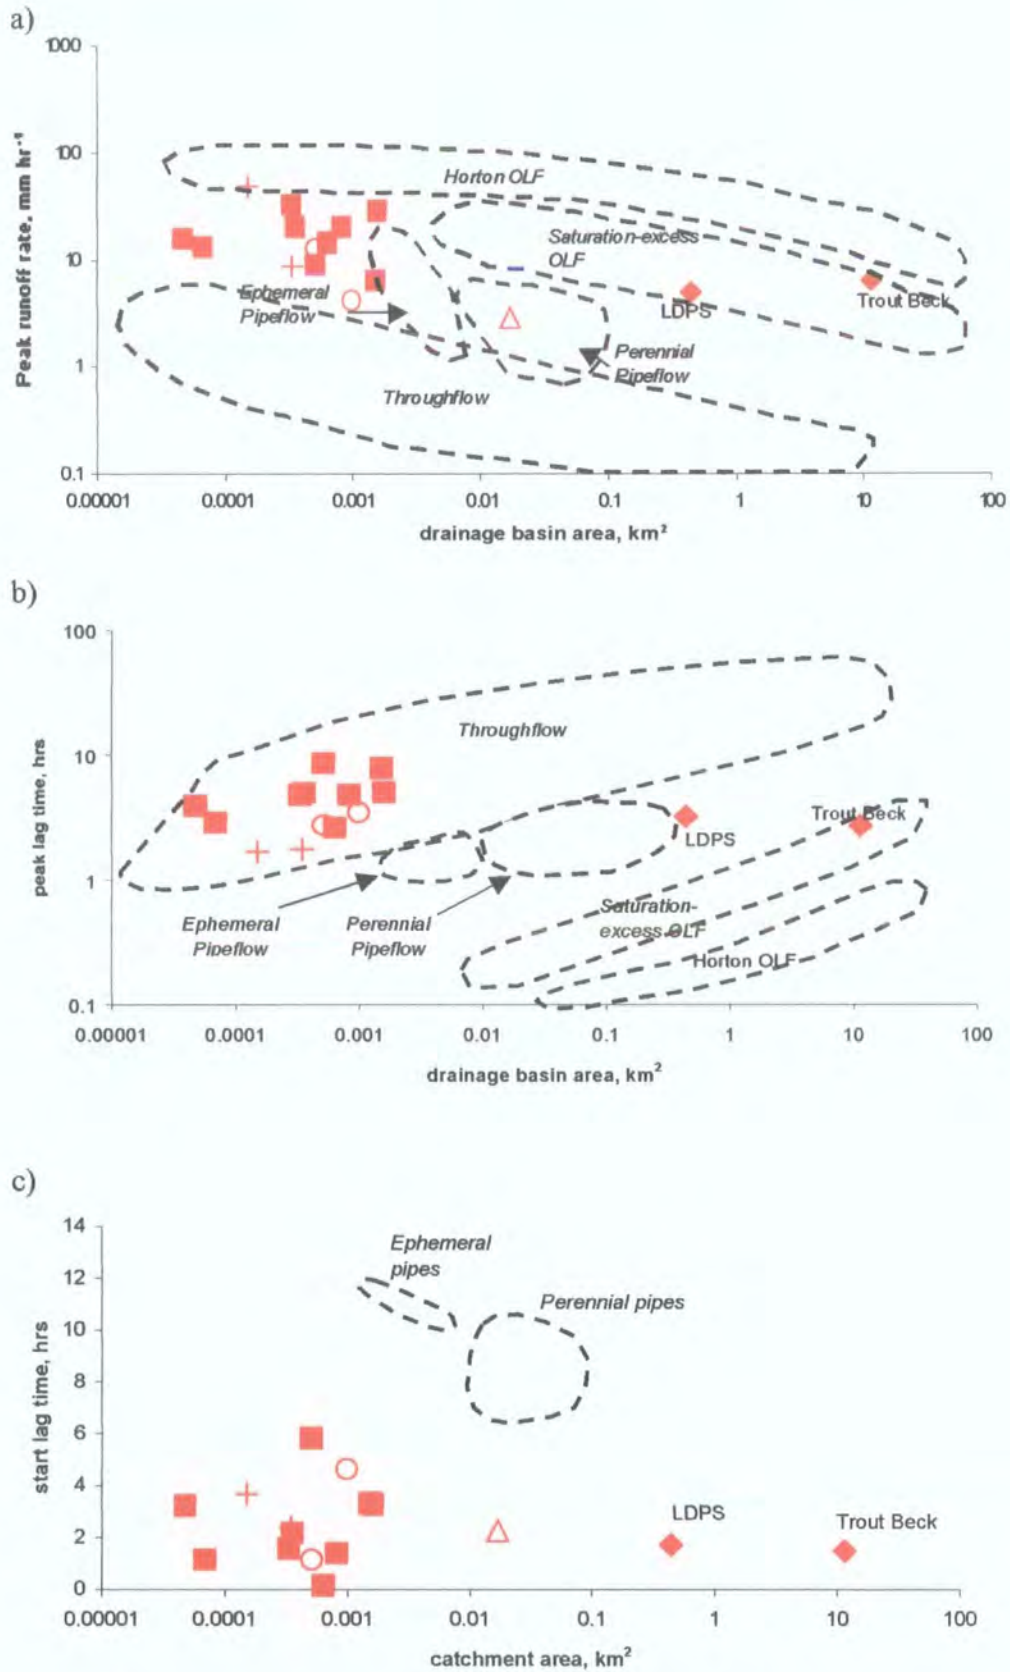 a)
1000
100
10
1
0.1
Peak runoff rate, mm hr⁻¹
Horton OLF
Saturation-excess
OLF
Ephemeral
Pipeflow
LDPS
Trout Beck
Perennial
Pipeflow
Throughflow
0.00001 0.0001 0.001 0.01 0.1 1 10 100
drainage basin area, km²
b)
100
10
1
0.1
peak lag time, hrs
Throughflow
Trout Beck
LDPS
Ephemeral
Pipeflow
Perennial
Pipeflow
Saturation-
excess OLF
Horton OLF
0.00001 0.0001 0.001 0.01 0.1 1 10 100
drainage basin area, km²
c)
14
12
10
8
6
4
2
0
start lag time, hrs
Ephemeral
pipes
Perennial pipes
LDPS
Trout Beck
0.00001 0.0001 0.001 0.01 0.1 1 10 100
catchment area, km²